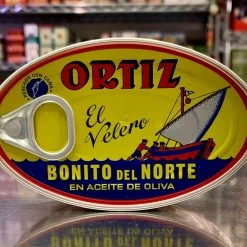 ORTIZ
El
Velero
BONITO DEL NORTE
EN ACEITE DE OLIVA